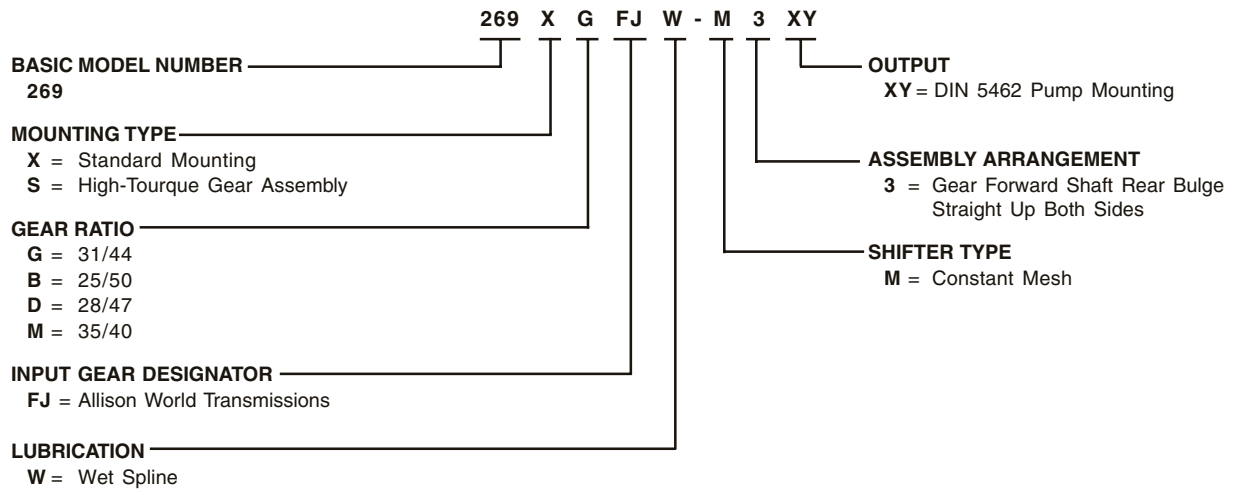 269 X G FJ W - M 3 XY
BASIC MODEL NUMBER
269
MOUNTING TYPE
X = Standard Mounting
S = High-Tourque Gear Assembly
GEAR RATIO
G = 31/44
B = 25/50
D = 28/47
M = 35/40
INPUT GEAR DESIGNATOR
FJ = Allison World Transmissions
LUBRICATION
W = Wet Spline
OUTPUT
XY = DIN 5462 Pump Mounting
ASSEMBLY ARRANGEMENT
3 = Gear Forward Shaft Rear Bulge
Straight Up Both Sides
SHIFTER TYPE
M = Constant Mesh